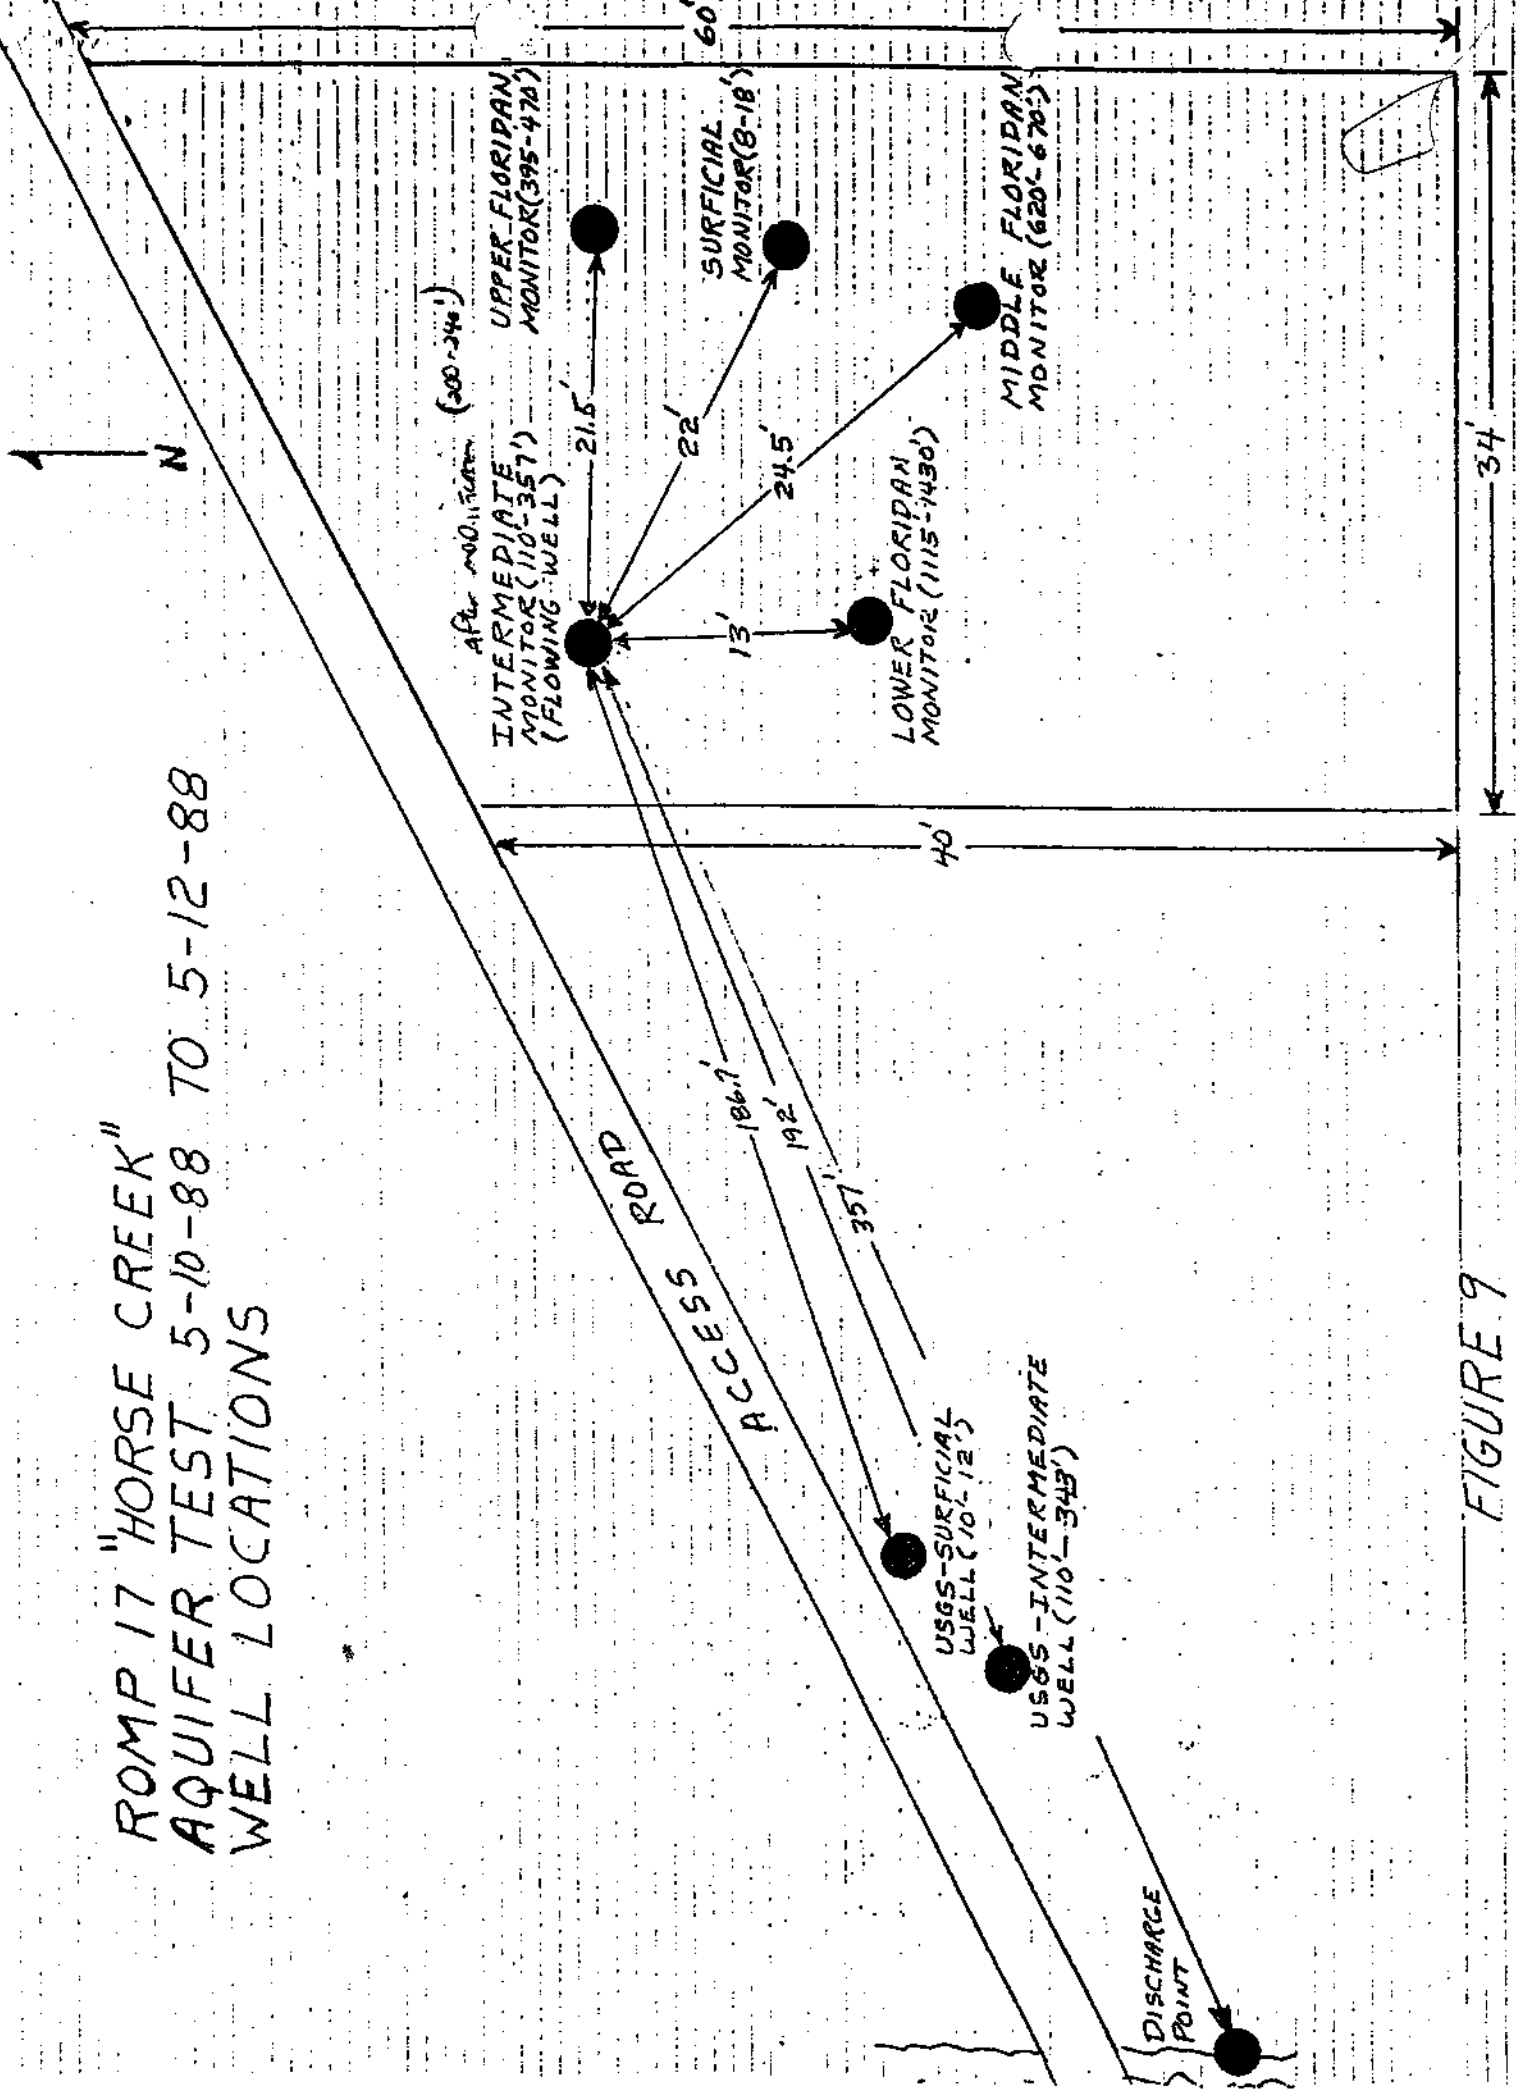 ROMP 17 "HORSE CREEK"
AQUIFER TEST 5-10-88 TO 5-12-88
WELL LOCATIONS
N
60'
After
(200-240')
INTERMEDIATE
MONITOR (110'-357')
(FLOWING WELL)
UPPER FLORIDAN
MONITOR (395-470')
21.5'
SURFICIAL
MONITOR (8-18')
22'
24.5'
13'
MIDDLE FLORIDAN
MONITOR (620'-670')
LOWER FLORIDAN
MONITOR (1115'-1430')
ACCESS ROAD
186.7'
192'
357'
40'
USGS-SURFICIAL
WELL (10'-12')
USGS-INTERMEDIATE
WELL (110'-343')
DISCHARGE
POINT
34'
FIGURE 9